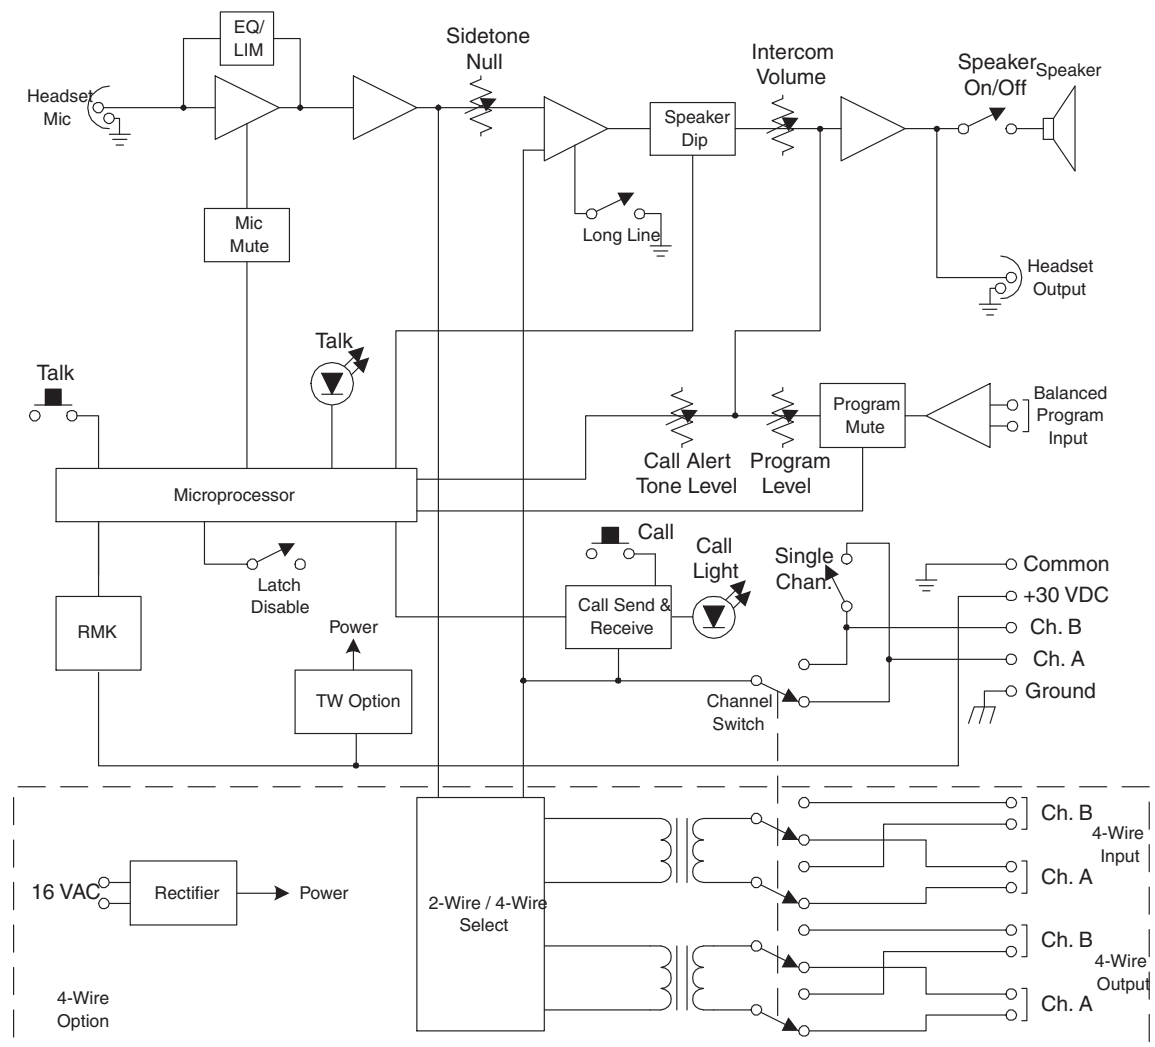 EQ/
LIM
Sidetone
Null
Intercom
Volume
Speaker
On/Off
Speaker
Headset
Mic
Speaker
Dip
Mic
Mute
Long Line
Headset
Output
Talk
Talk
Program
Mute
Balanced
Program
Input
Call Alert
Tone Level
Program
Level
Microprocessor
Call
Call
Light
Single
Chan.
Common
Latch
Disable
+30 VDC
RMK
Call Send &
Receive
Power
Ch. B
Ch. A
TW Option
Channel
Switch
Ground
Ch. B
4-Wire
Input
Ch. A
16 VAC
Rectifier
Power
2-Wire / 4-Wire
Select
Ch. B
4-Wire
Output
Ch. A
4-Wire
Option